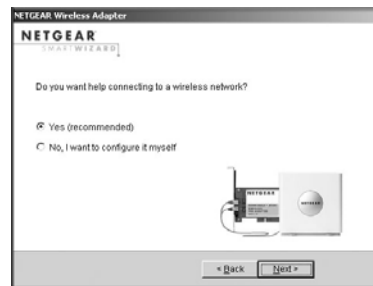 NETGEAR Wireless Adapter
NETGEAR
SMARTWIZARD
Do you want help connecting to a wireless network?
Yes (recommended)
No, I want to configure it myself
NETGEAR
NETGEAR
< Back
Next >